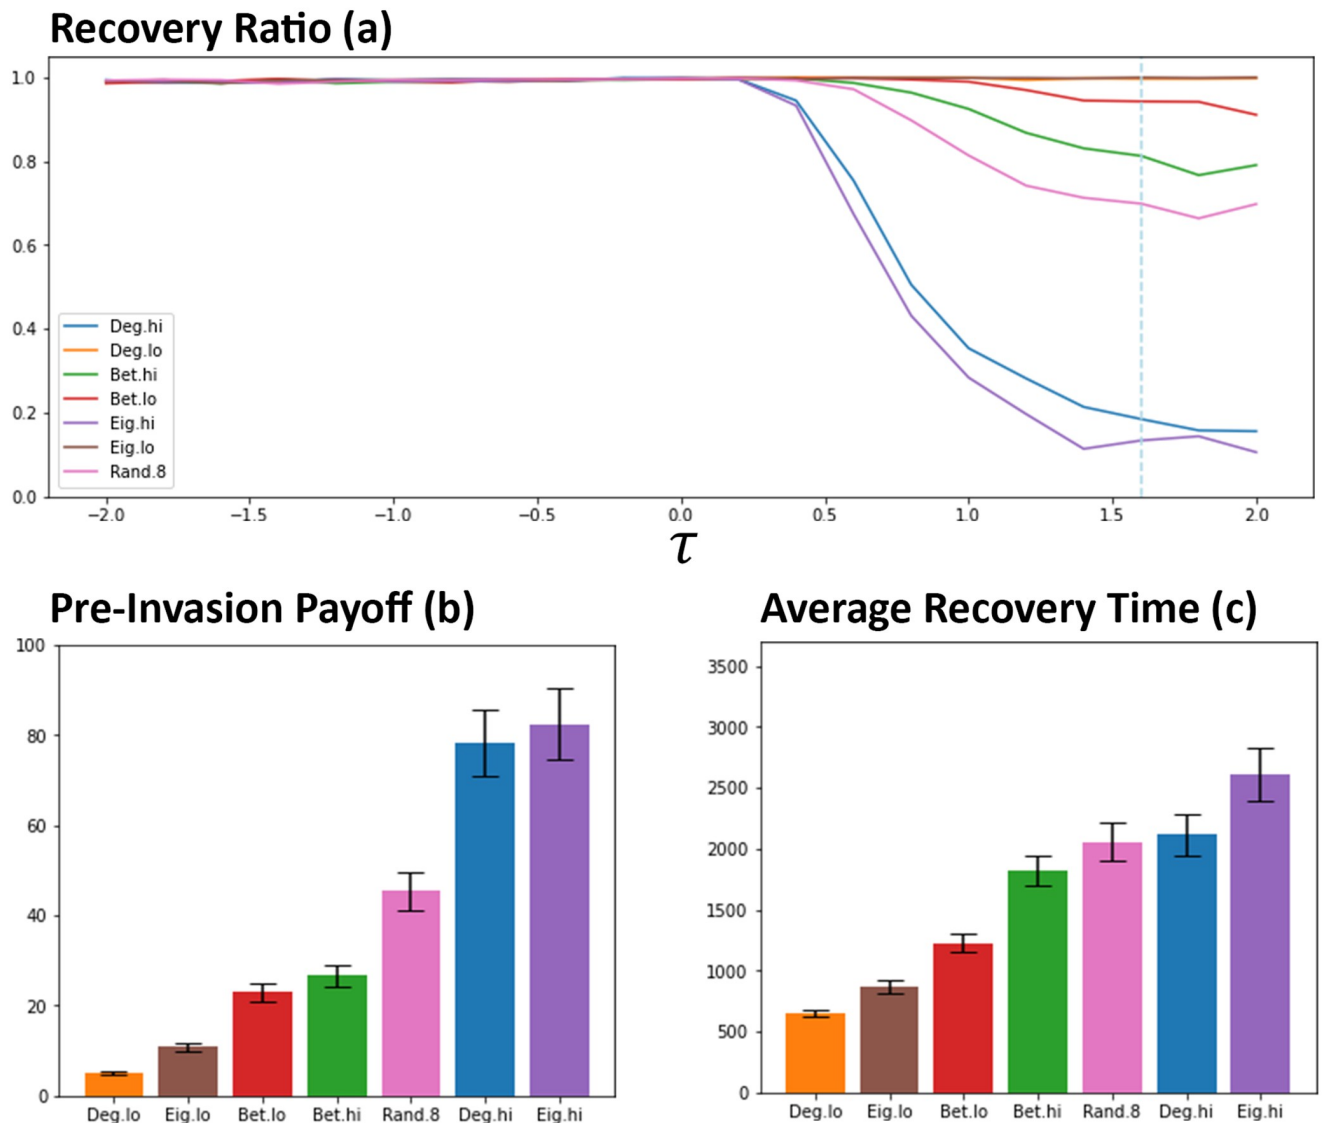 Recovery Ratio (a)
1.0
0.8
0.6
0.4
0.2
0.0
Deg.hi
Deg.lo
Bet.hi
Bet.lo
Eig.hi
Eig.lo
Rand.8
−2.0 −1.5 −1.0 −0.5 0.0 0.5 1.0 1.5 2.0
τ
Pre-Invasion Payoff (b)
100
80
60
40
20
0
Deg.lo Eig.lo Bet.lo Bet.hi Rand.8 Deg.hi Eig.hi
Average Recovery Time (c)
3500
3000
2500
2000
1500
1000
500
0
Deg.lo Eig.lo Bet.lo Bet.hi Rand.8 Deg.hi Eig.hi